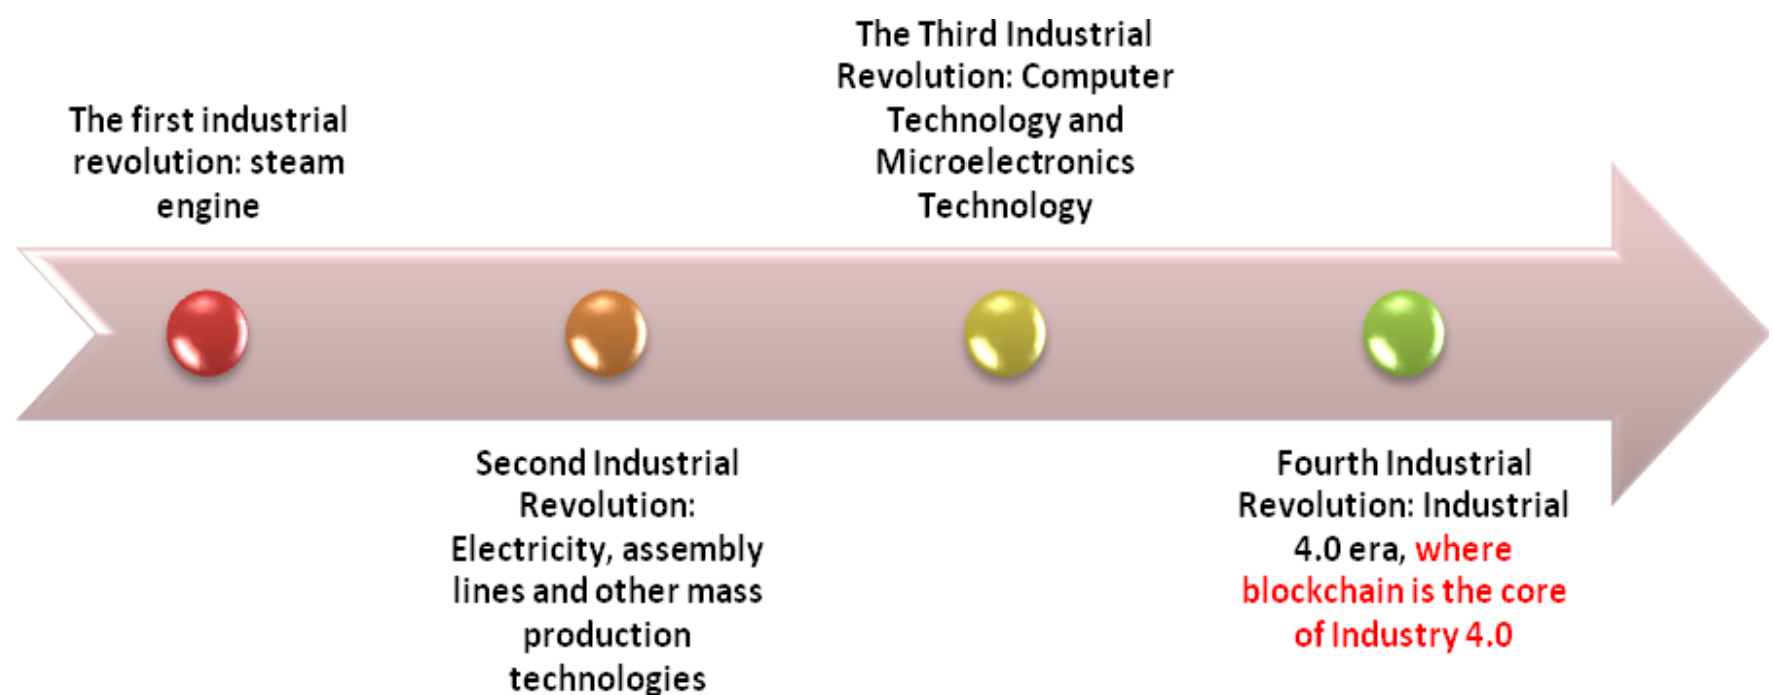 The first industrial
revolution: steam
engine
Second Industrial
Revolution:
Electricity, assembly
lines and other mass
production
technologies
The Third Industrial
Revolution: Computer
Technology and
Microelectronics
Technology
Fourth Industrial
Revolution: Industrial
4.0 era, where
blockchain is the core
of Industry 4.0